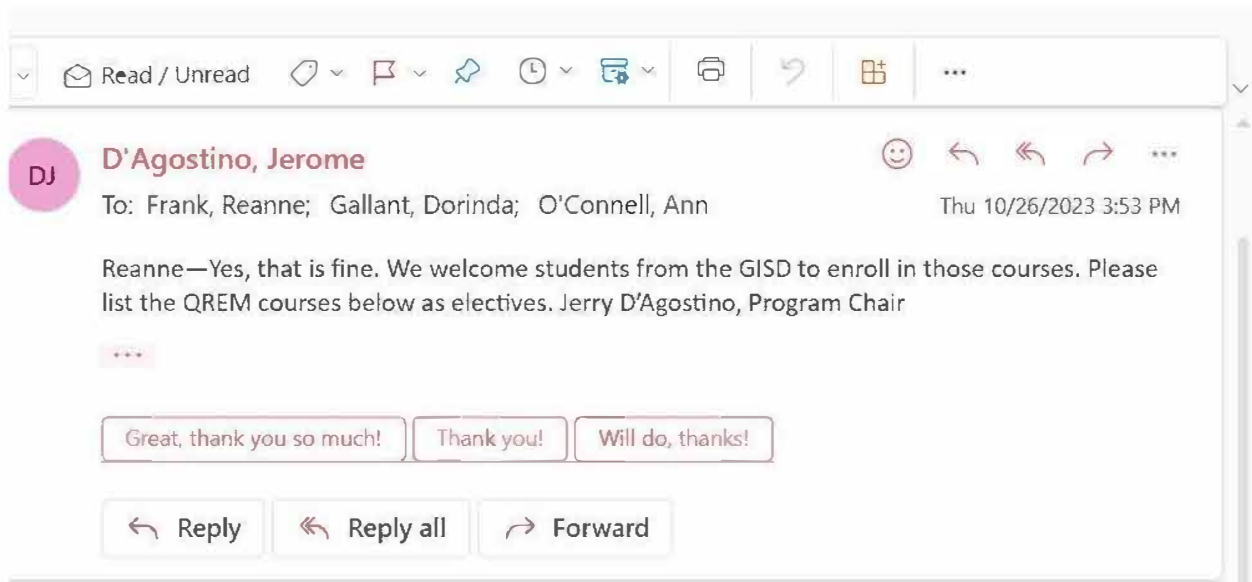 Read / Unread
DJ
D'Agostino, Jerome
To: Frank, Reanne; Gallant, Dorinda; O'Connell, Ann
Thu 10/26/2023 3:53 PM
Reanne—Yes, that is fine. We welcome students from the GISD to enroll in those courses. Please
list the QREM courses below as electives. Jerry D'Agostino, Program Chair
Great, thank you so much!
Thank you!
Will do, thanks!
Reply
Reply all
Forward